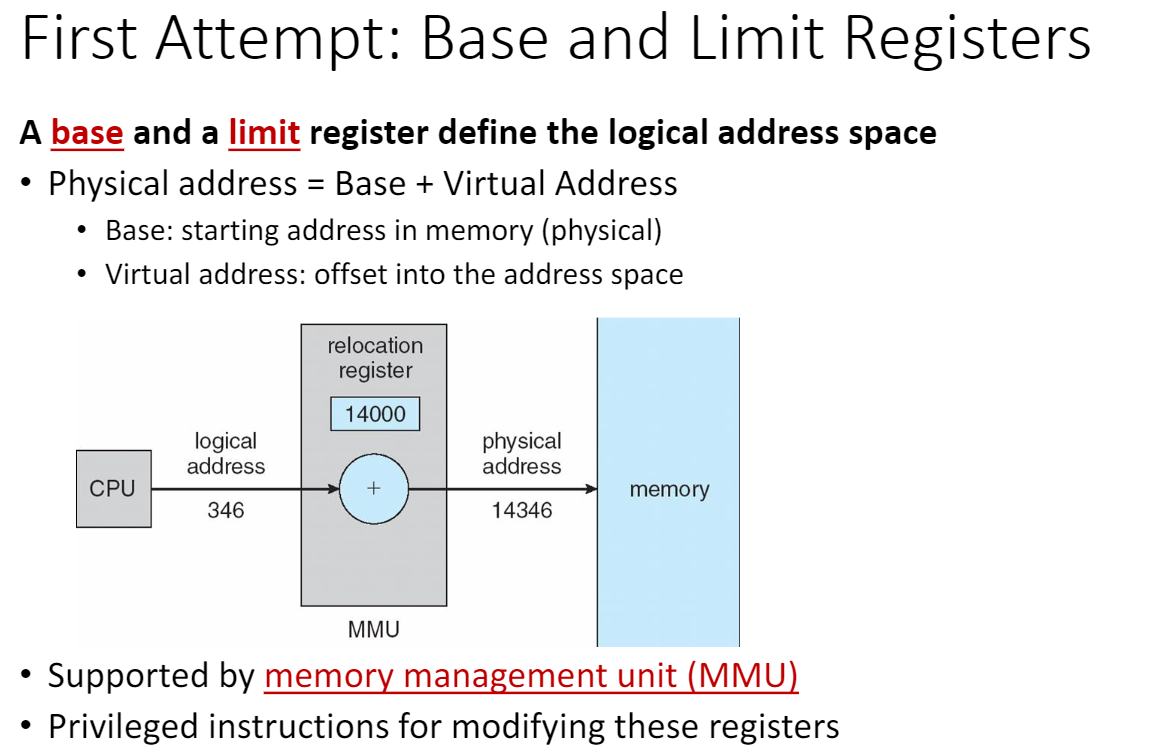 First Attempt: Base and Limit Registers
A base and a limit register define the logical address space
• Physical address = Base + Virtual Address
• Base: starting address in memory (physical)
• Virtual address: offset into the address space
relocation
register
14000
logical
address
physical
address
CPU
+
memory
346
14346
MMU
• Supported by memory management unit (MMU)
• Privileged instructions for modifying these registers